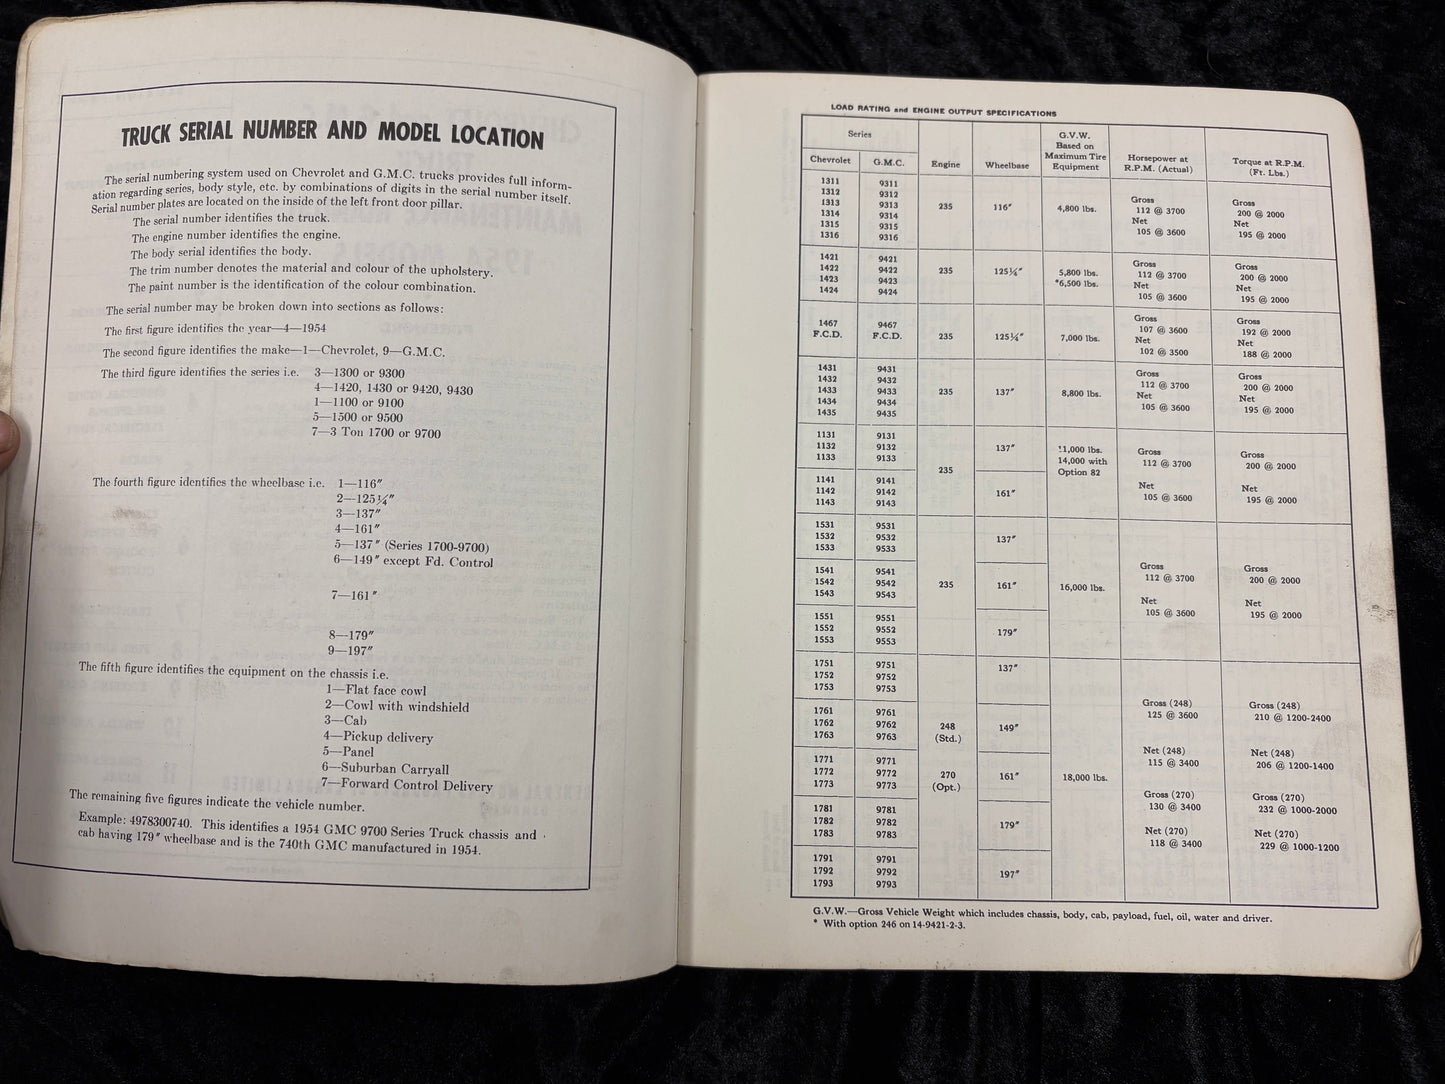 TRUCK SERIAL NUMBER AND MODEL LOCATION
The serial numbering system used on Chevrolet and G.M.C. trucks provides full inform-
ation regarding series, body style, etc. by combinations of digits in the serial number itself.
Serial number plates are located on the inside of the left front door pillar.
The serial number identifies the truck.
The engine number identifies the engine.
The body serial identifies the body.
The trim number denotes the material and colour of the upholstery.
The paint number is the identification of the colour combination.
The serial number may be broken down into sections as follows:
The first figure identifies the year—4—1954
The second figure identifies the make—1—Chevrolet, 9—G.M.C.
The third figure identifies the series i.e. 3—1300 or 9300
4—1420, 1430 or 9420, 9430
1—1100 or 9100
5—1500 or 9500
7—3 Ton 1700 or 9700
The fourth figure identifies the wheelbase i.e. 1—116″
2—125¼″
3—137″
4—161″
5—137″ (Series 1700-9700)
6—149″ except Fd. Control
7—161″
8—179″
9—197″
The fifth figure identifies the equipment on the chassis i.e.
1—Flat face cowl
2—Cowl with windshield
3—Cab
4—Pickup delivery
5—Panel
6—Suburban Carryall
7—Forward Control Delivery
The remaining five figures indicate the vehicle number.
Example: 4978300740. This identifies a 1954 GMC 9700 Series Truck chassis and
cab having 179″ wheelbase and is the 740th GMC manufactured in 1954.
LOAD RATING and ENGINE OUTPUT SPECIFICATIONS
Series
Chevrolet G.M.C. Engine Wheelbase
G.V.W.
Based on
Maximum Tire
Equipment
Horsepower at
R.P.M. (Actual)
Torque at R.P.M.
(Ft. Lbs.)
1311 9311
1312 9312
1313 9313
1314 9314
1315 9315
1316 9316
235 116″ 4,800 lbs.
Gross
112 @ 3700
Net
105 @ 3600
Gross
200 @ 2000
Net
195 @ 2000
1421 9421
1422 9422
1423 9423
1424 9424
235 125¼″
5,800 lbs.
*6,500 lbs.
Gross
112 @ 3700
Net
105 @ 3600
Gross
200 @ 2000
Net
195 @ 2000
1467 9467
F.C.D. F.C.D.
235 125¼″ 7,000 lbs.
Gross
107 @ 3600
Net
102 @ 3500
Gross
192 @ 2000
Net
188 @ 2000
1431 9431
1432 9432
1433 9433
1434 9434
1435 9435
235 137″ 8,800 lbs.
Gross
112 @ 3700
Net
105 @ 3600
Gross
200 @ 2000
Net
195 @ 2000
1131 9131
1132 9132
1133 9133
137″
1141 9141
1142 9142
1143 9143
161″
235
11,000 lbs.
14,000 with
Option 82
Gross
112 @ 3700
Net
105 @ 3600
Gross
200 @ 2000
Net
195 @ 2000
1531 9531
1532 9532
1533 9533
137″
1541 9541
1542 9542
1543 9543
161″
1551 9551
1552 9552
1553 9553
179″
235
16,000 lbs.
Gross
112 @ 3700
Net
105 @ 3600
Gross
200 @ 2000
Net
195 @ 2000
1751 9751
1752 9752
1753 9753
137″
1761 9761
1762 9762
1763 9763
149″
1771 9771
1772 9772
1773 9773
161″
1781 9781
1782 9782
1783 9783
179″
1791 9791
1792 9792
1793 9793
197″
248
(Std.)
270
(Opt.)
18,000 lbs.
Gross (248)
125 @ 3600
Net (248)
115 @ 3400
Gross (270)
130 @ 3400
Net (270)
118 @ 3400
Gross (248)
210 @ 1200-2400
Net (248)
206 @ 1200-1400
Gross (270)
232 @ 1000-2000
Net (270)
229 @ 1000-1200
G.V.W.—Gross Vehicle Weight which includes chassis, body, cab, payload, fuel, oil, water and driver.
* With option 246 on 14-9421-2-3.